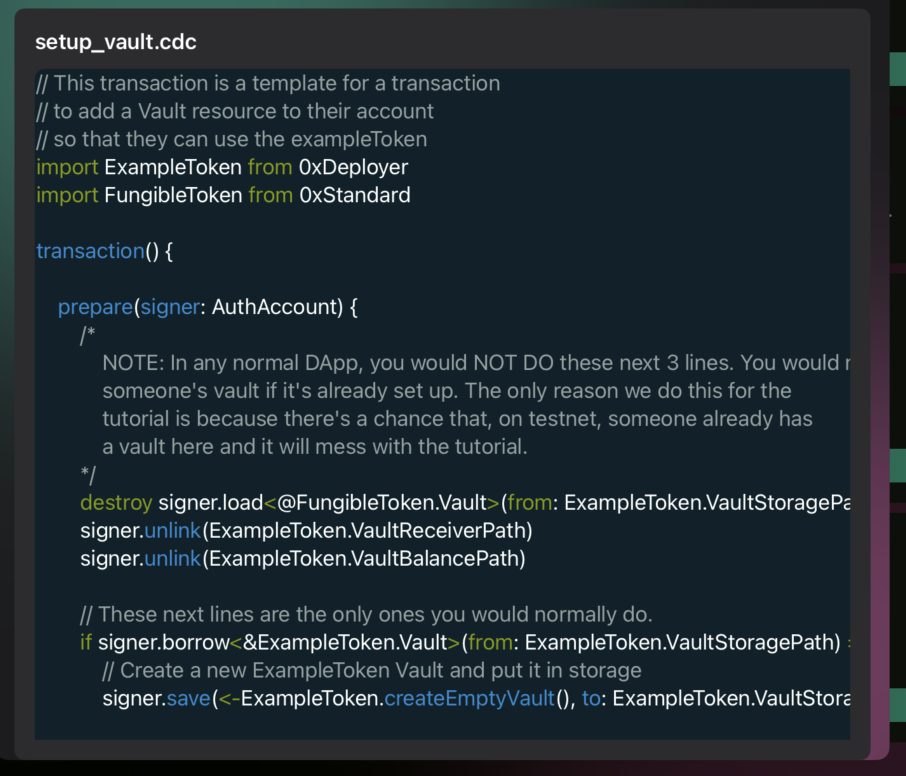 setup_vault.cdc
// This transaction is a template for a transaction
// to add a Vault resource to their account
// so that they can use the exampleToken
import ExampleToken from 0xDeployer
import FungibleToken from 0xStandard
transaction() {
prepare(signer: AuthAccount) {
/*
NOTE: In any normal DApp, you would NOT DO these next 3 lines. You would
someone's vault if it's already set up. The only reason we do this for the
tutorial is because there's a chance that, on testnet, someone already has
a vault here and it will mess with the tutorial.
*/
destroy signer.load<@FungibleToken.Vault>(from: ExampleToken.VaultStoragePa
signer.unlink(ExampleToken.VaultReceiverPath)
signer.unlink(ExampleToken.VaultBalancePath)
// These next lines are the only ones you would normally do.
if signer.borrow<&ExampleToken.Vault>(from: ExampleToken.VaultStoragePath)
// Create a new ExampleToken Vault and put it in storage
signer.save(<-ExampleToken.createEmptyVault(), to: ExampleToken.VaultStora